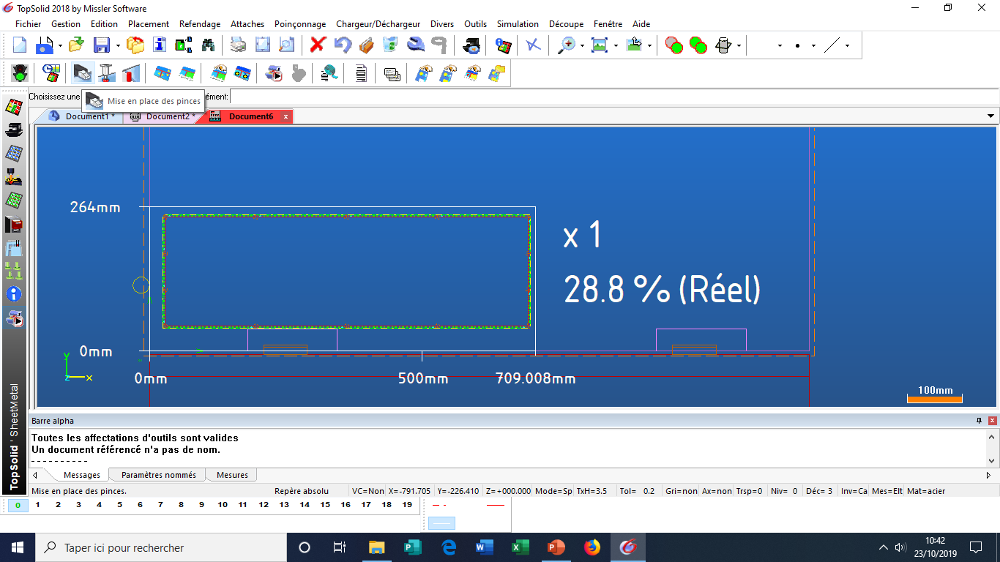 TopSolid 2018 by Missler Software
Fichier Gestion Edition Placement Refendage Attaches Poinçonnage Chargeur/Déchargeur Divers Outils Simulation Découpe Fenêtre Aide
Choisissez une
ément:
Mise en place des pinces
Document1 *
Document2 *
Document6
264mm
x 1
28.8 % (Réel)
0mm
Y
Z
X
0mm
500mm
709.008mm
100mm
TopSolid ' SheetMetal
Barre alpha
Toutes les affectations d'outils sont valides
Un document référencé n'a pas de nom.
----------
Messages
Paramètres nommés
Mesures
Mise en place des pinces.
Repère absolu
VC=Non X=-791.705 Y=-226.410 Z=+000.000 Mode=Sp TxH=3.5 Tol= 0.2 Gri=non Ax=non Trsp=0 Niv= 0 Déc= 3 Inv=Ca Mes=Elt Mat=acier
0 1 2 3 4 5 6 7 8 9 10 11 12 13 14 15 16 17 18 19
Taper ici pour rechercher
10:42
23/10/2019